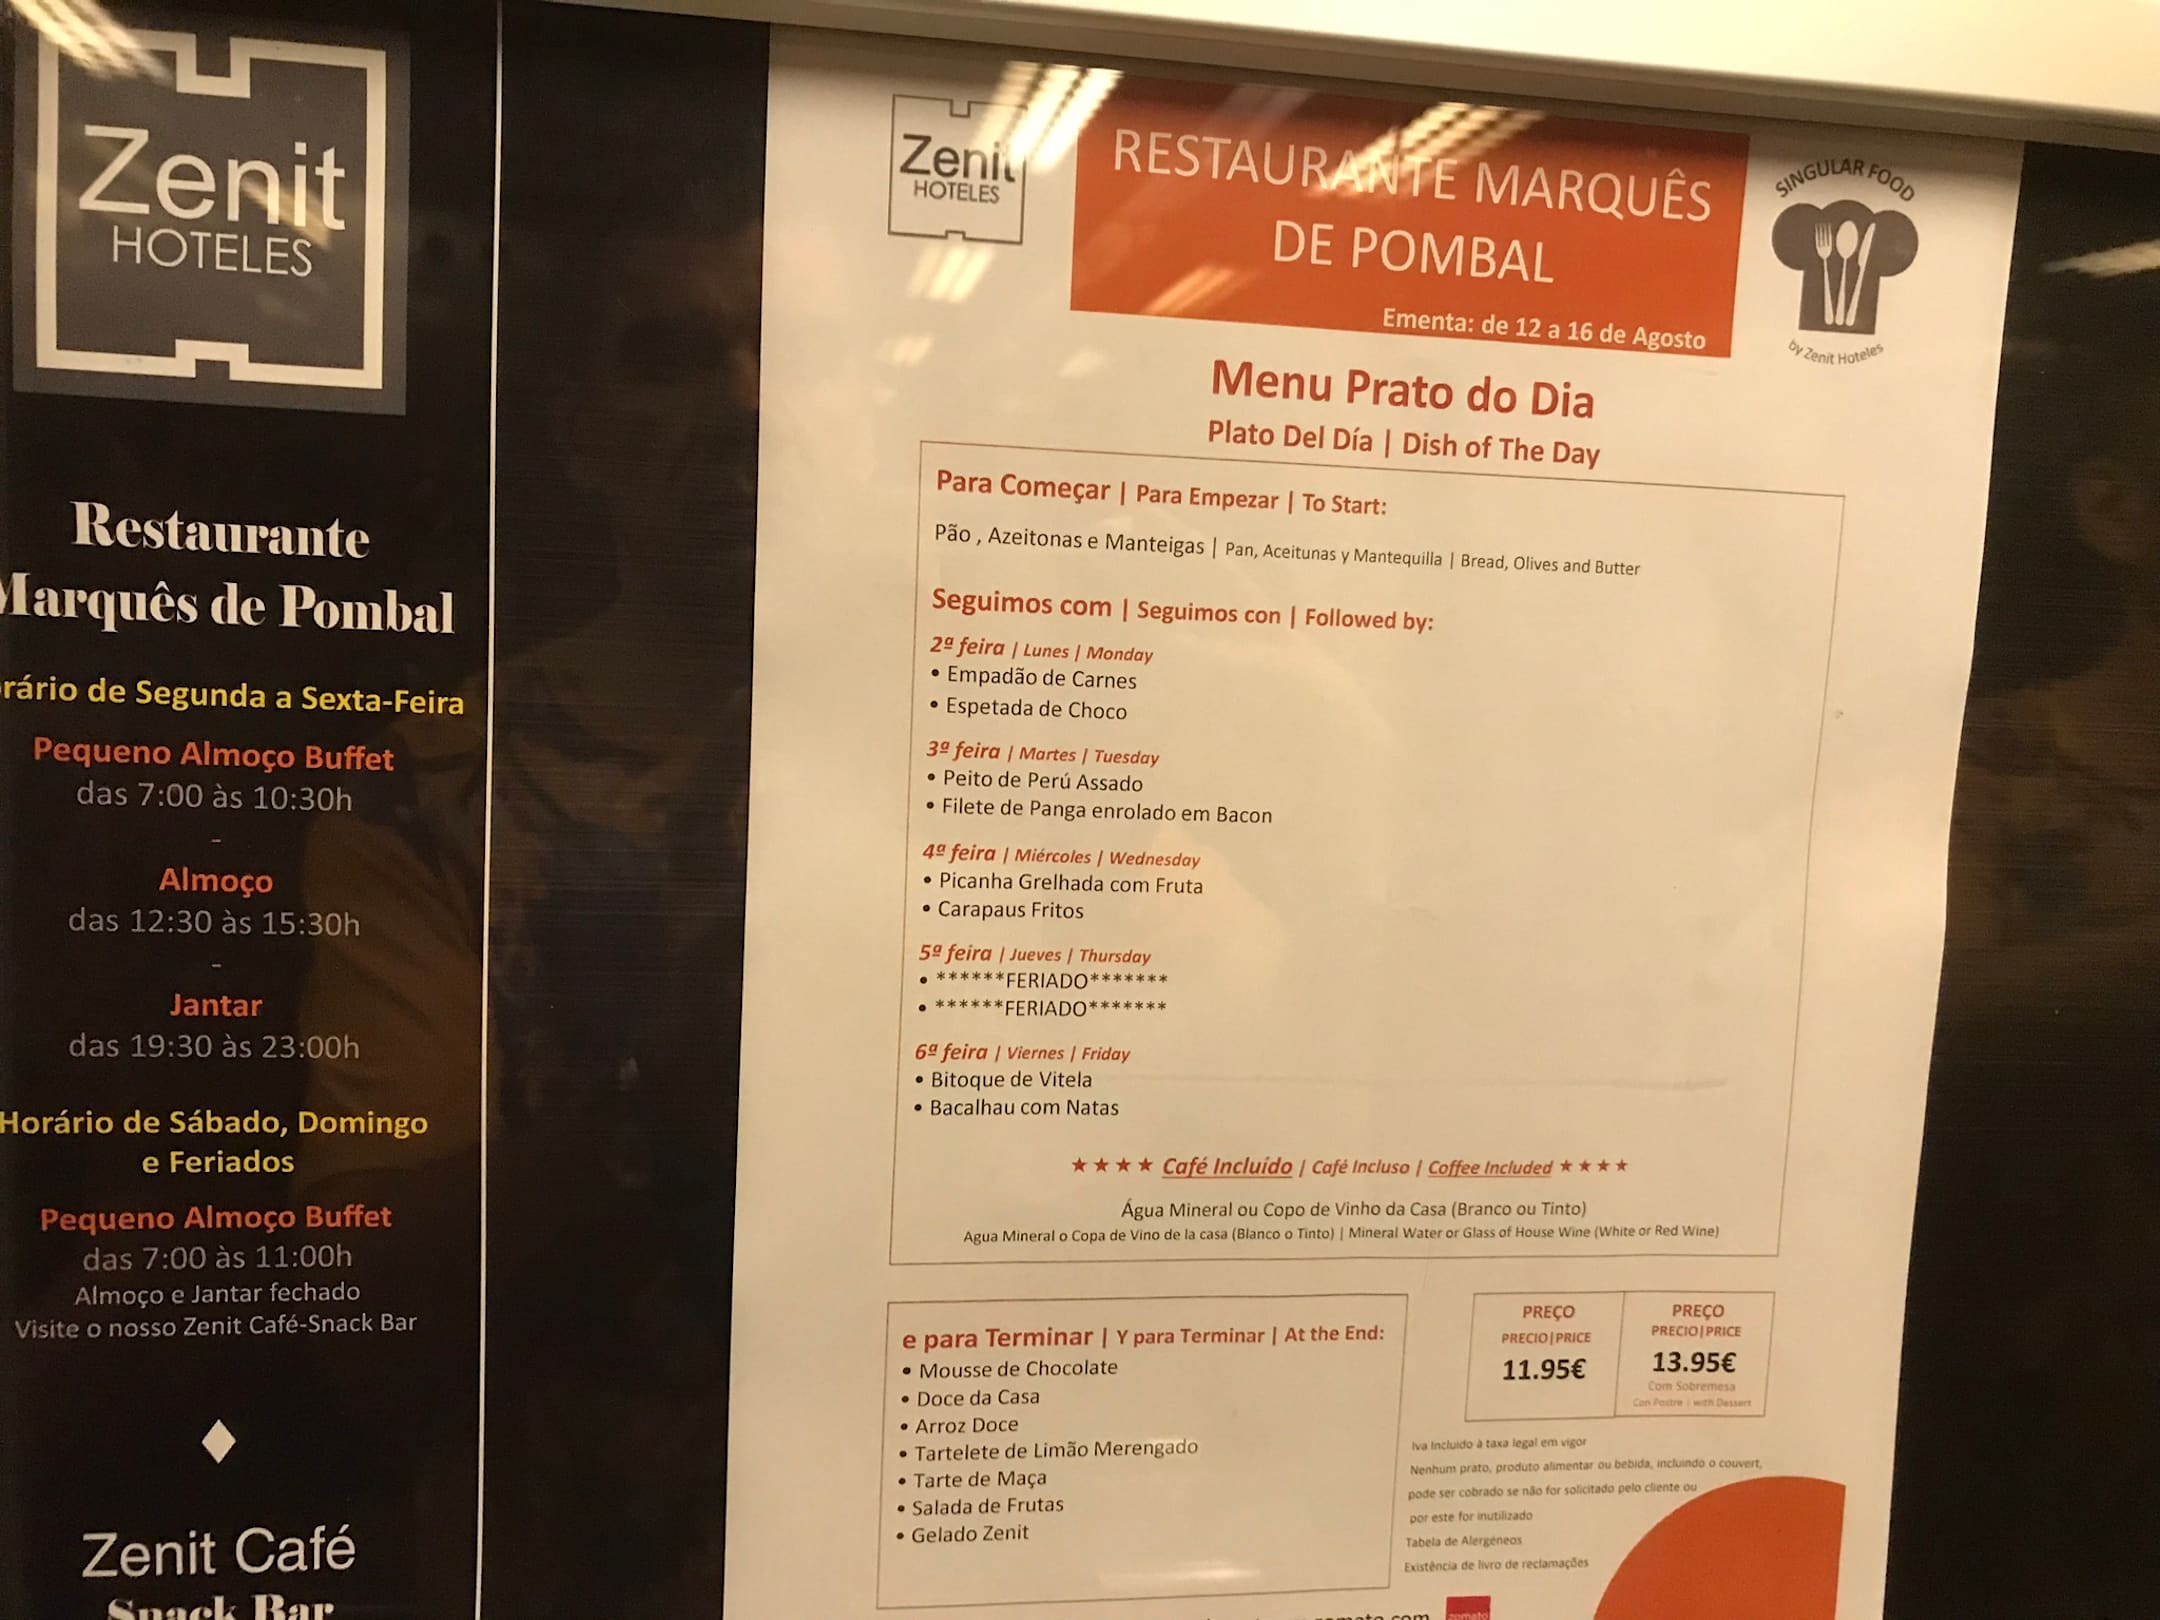 Zenit
HOTELES
Restaurante
Marquês de Pombal
rário de Segunda a Sexta-Feira
Pequeno Almoço Buffet
das 7:00 às 10:30h
-
Almoço
das 12:30 às 15:30h
-
Jantar
das 19:30 às 23:00h
Horário de Sábado, Domingo
e Feriados
Pequeno Almoço Buffet
das 7:00 às 11:00h
Almoço e Jantar fechado
Visite o nosso Zenit Café-Snack Bar
Zenit Café
Snack Bar
Zenit
HOTELES
RESTAURANTE MARQUÊS
DE POMBAL
Ementa: de 12 a 16 de Agosto
SINGULAR FOOD
by Zenit Hoteles
Menu Prato do Dia
Plato Del Día | Dish of The Day
Para Começar | Para Empezar | To Start:
Pão , Azeitonas e Manteigas | Pan, Aceitunas y Mantequilla | Bread, Olives and Butter
Seguimos com | Seguimos con | Followed by:
2ª feira | Lunes | Monday
• Empadão de Carnes
• Espetada de Choco
3ª feira | Martes | Tuesday
• Peito de Perú Assado
• Filete de Panga enrolado em Bacon
4ª feira | Miércoles | Wednesday
• Picanha Grelhada com Fruta
• Carapaus Fritos
5ª feira | Jueves | Thursday
• ******FERIADO*******
• ******FERIADO*******
6ª feira | Viernes | Friday
• Bitoque de Vitela
• Bacalhau com Natas
★★★★ Café Incluído | Café Incluso | Coffee Included ★★★★
Água Mineral ou Copo de Vinho da Casa (Branco ou Tinto)
Agua Mineral o Copa de Vino de la casa (Blanco o Tinto) | Mineral Water or Glass of House Wine (White or Red Wine)
e para Terminar | Y para Terminar | At the End:
• Mousse de Chocolate
• Doce da Casa
• Arroz Doce
• Tartelete de Limão Merengado
• Tarte de Maça
• Salada de Frutas
• Gelado Zenit
PREÇO
PRECIO|PRICE
11.95€
PREÇO
PRECIO|PRICE
13.95€
Com Sobremesa
Con Postre | with Dessert
Iva Incluido à taxa legal em vigor
Nenhum prato, produto alimentar ou bebida, incluindo o couvert,
pode ser cobrado se não for solicitado pelo cliente ou
por este for inutilizado
Tabela de Alergéneos
Existência de livro de reclamações
zomato